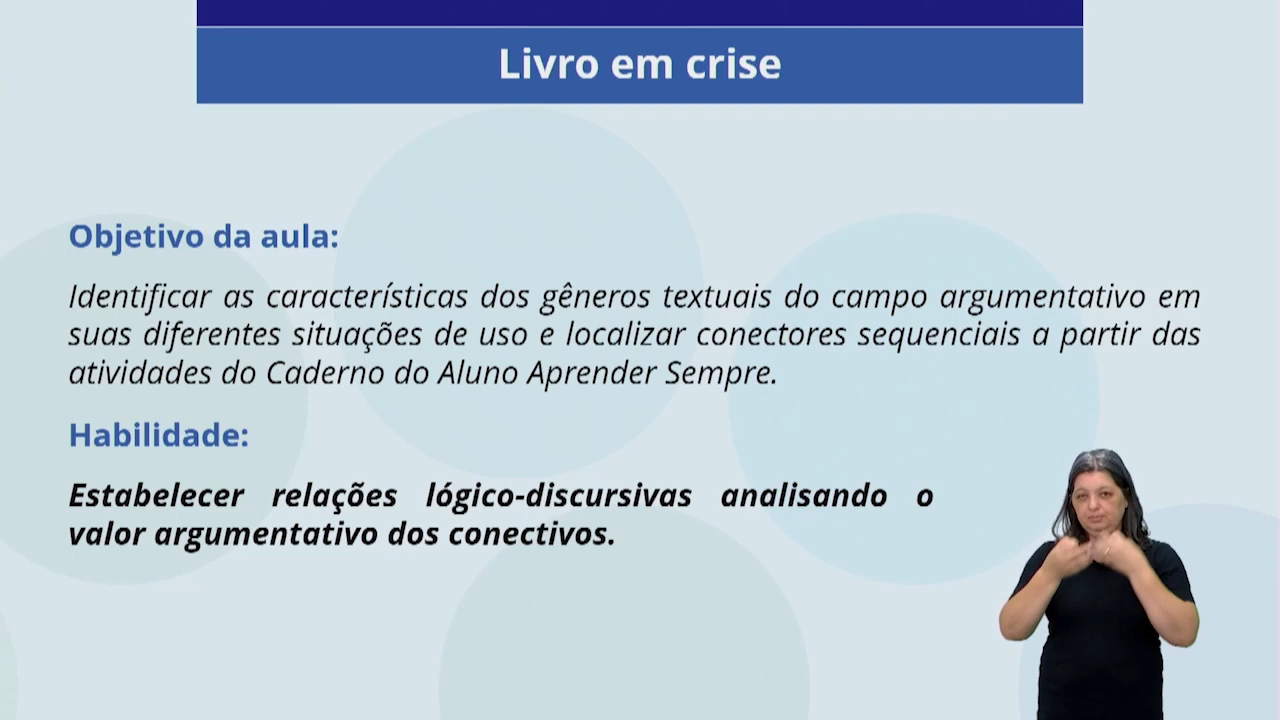 Livro em crise
Objetivo da aula:
Identificar as características dos gêneros textuais do campo argumentativo em
suas diferentes situações de uso e localizar conectores sequenciais a partir das
atividades do Caderno do Aluno Aprender Sempre.
Habilidade:
Estabelecer relações lógico-discursivas analisando o
valor argumentativo dos conectivos.